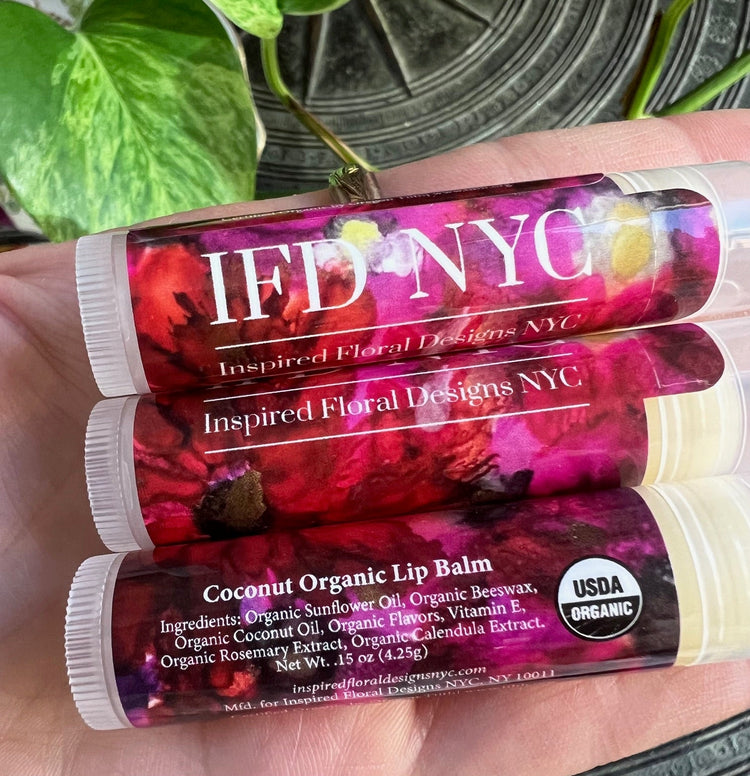 IFD NYC
Inspired Floral Designs NYC
Inspired Floral Designs NYC
Coconut Organic Lip Balm
Ingredients: Organic Sunflower Oil, Organic Beeswax,
Organic Coconut Oil, Organic Flavors, Vitamin E,
Organic Rosemary Extract, Organic Calendula Extract.
Net Wt. .15 oz (4.25g)
inspiredfloraldesignsnyc.com
Mfd. for Inspired Floral Designs NYC, NY 10011
USDA
ORGANIC